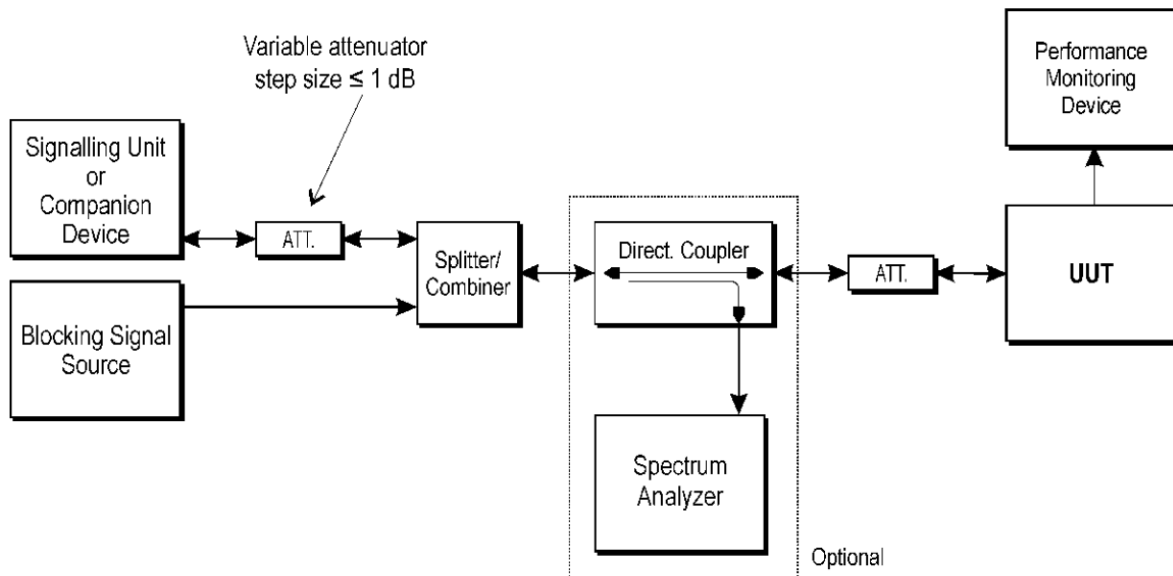 Variable attenuator
step size ≤ 1 dB
Performance
Monitoring
Device
Signalling Unit
or
Companion
Device
ATT.
Splitter/
Combiner
Direct. Coupler
ATT.
UUT
Blocking Signal
Source
Spectrum
Analyzer
Optional